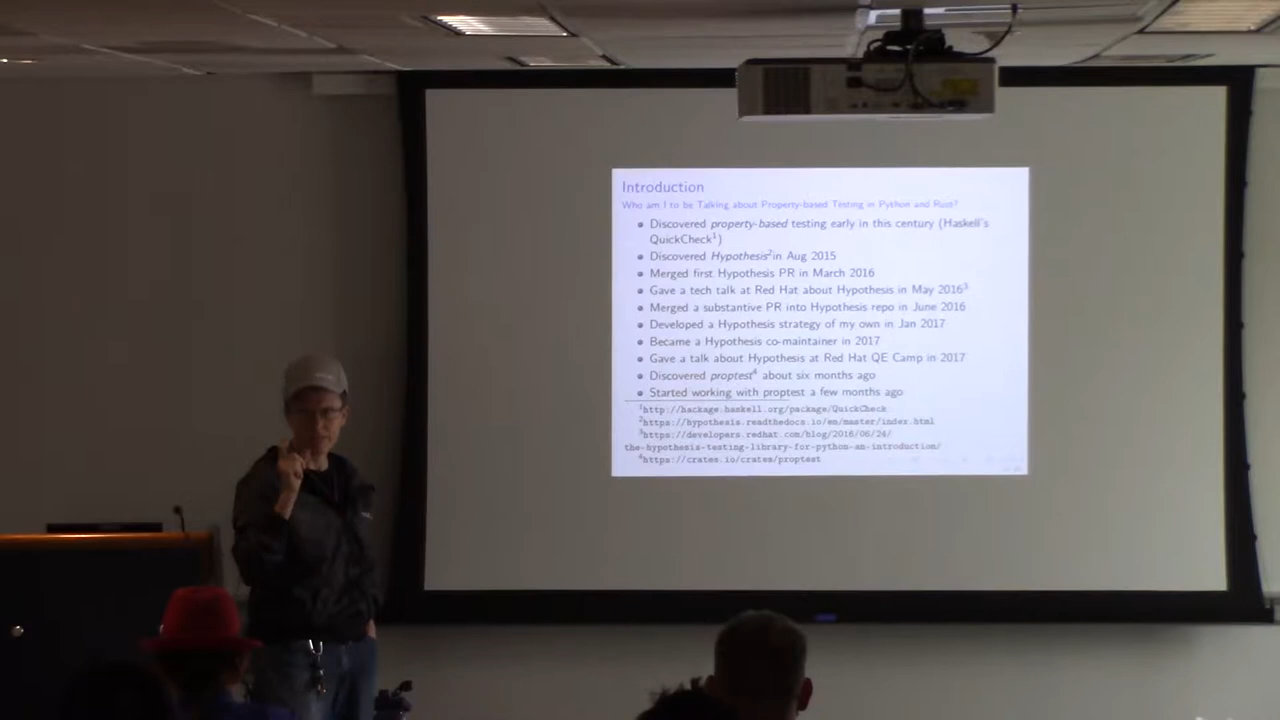 Introduction
Who am I to be Talking about Property-based Testing in Python and Rust?
Discovered property-based testing early in this century (Haskell's
QuickCheck1)
Discovered Hypothesis2in Aug 2015
Merged first Hypothesis PR in March 2016
Gave a tech talk at Red Hat about Hypothesis in May 20163
Merged a substantive PR into Hypothesis repo in June 2016
Developed a Hypothesis strategy of my own in Jan 2017
Became a Hypothesis co-maintainer in 2017
Gave a talk about Hypothesis at Red Hat QE Camp in 2017
Discovered proptest4 about six months ago
Started working with proptest a few months ago
1http://hackage.haskell.org/package/QuickCheck
2https://hypothesis.readthedocs.io/en/master/index.html
3https://developers.redhat.com/blog/2016/06/24/
the-hypothesis-testing-library-for-python-an-introduction/
4https://crates.io/crates/proptest